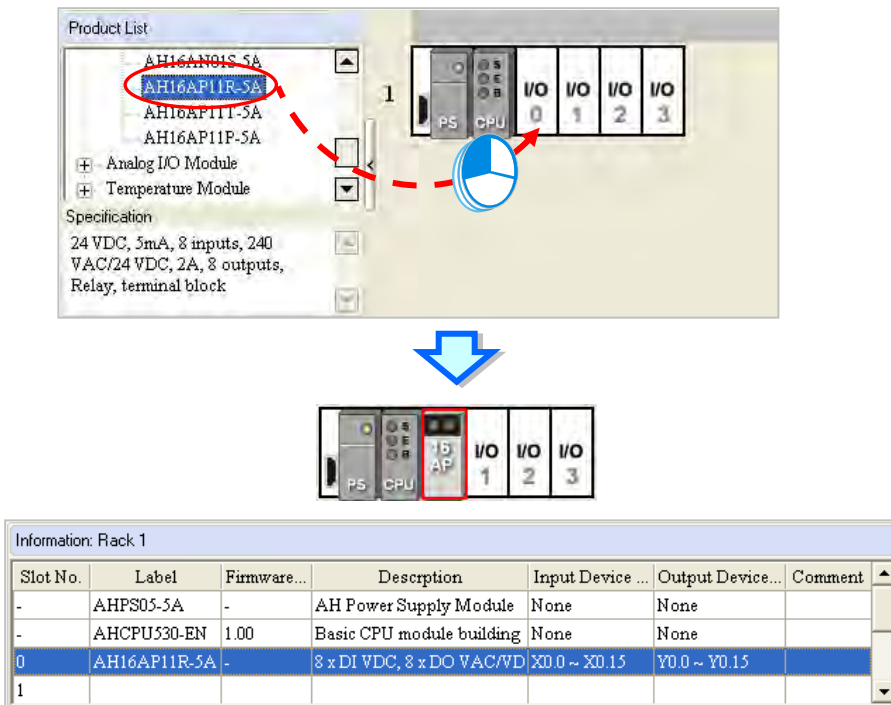 Product List
AH16AN01S-5A
AH16AP11R-5A
AH16AP11T-5A
AH16AP11P-5A
Analog I/O Module
Temperature Module
Specification
24 VDC, 5mA, 8 inputs, 240
VAC/24 VDC, 2A, 8 outputs,
Relay, terminal block
1
PS
CPU
S
E
B
I/O 0
I/O 1
I/O 2
I/O 3
PS
CPU
S
E
B
16
AP
I/O 1
I/O 2
I/O 3
Information: Rack 1
Slot No. Label Firmware... Descrption Input Device ... Output Device... Comment
- AHPS05-5A - AH Power Supply Module None None
- AHCPU530-EN 1.00 Basic CPU module building None None
0 AH16AP11R-5A - 8 x DI VDC, 8 x DO VAC/VD X0.0 ~ X0.15 Y0.0 ~ Y0.15
1